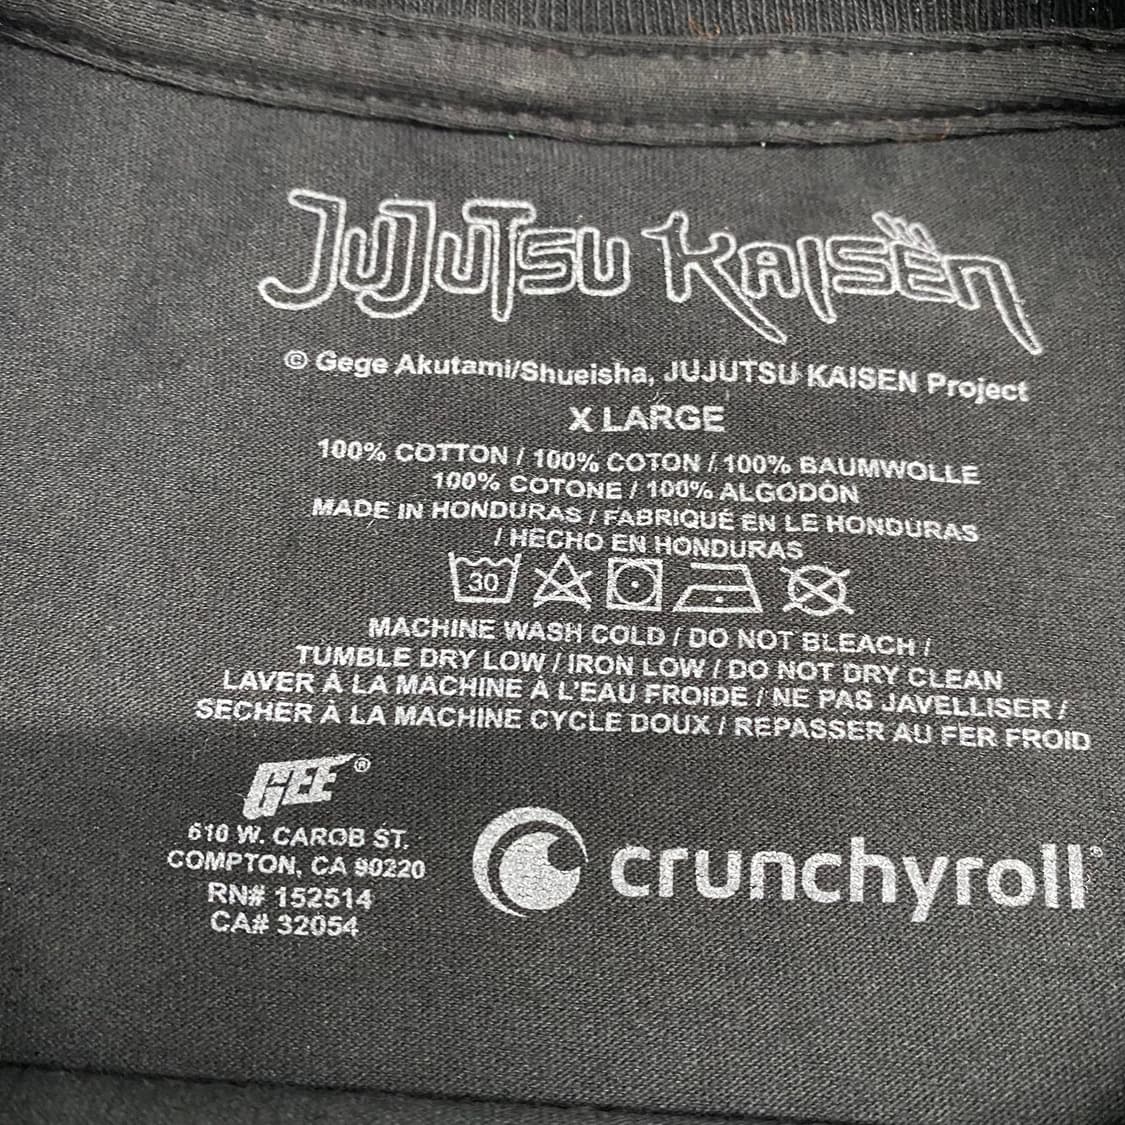 JUJUTSU KAISEN
© Gege Akutami/Shueisha, JUJUTSU KAISEN Project
X LARGE
100% COTTON / 100% COTON / 100% BAUMWOLLE
100% COTONE / 100% ALGODÓN
MADE IN HONDURAS / FABRIQUÉ EN LE HONDURAS
/ HECHO EN HONDURAS
30
MACHINE WASH COLD / DO NOT BLEACH /
TUMBLE DRY LOW / IRON LOW / DO NOT DRY CLEAN
LAVER À LA MACHINE À L'EAU FROIDE / NE PAS JAVELLISER /
SECHER À LA MACHINE CYCLE DOUX / REPASSER AU FER FROID
GEE®
610 W. CAROB ST.
COMPTON, CA 90220
RN# 152514
CA# 32054
crunchyroll®